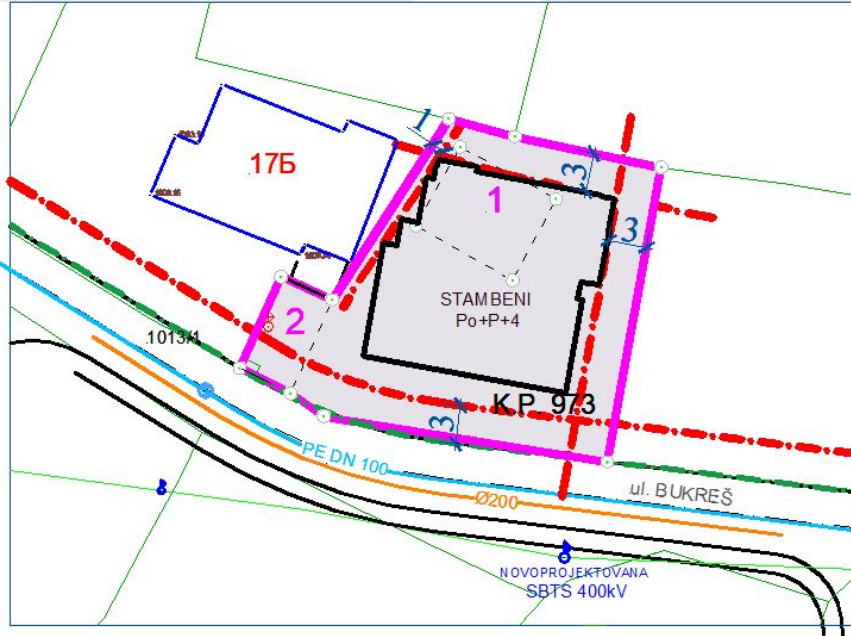 1
17Б
3
1
3
STAMBENI
Po+P+4
2
1013/1
K.P. 973
3
PE DN 100
Ø200
ul. BUKREŠ
NOVOPROJEKTOVANA
SBTS 400kV